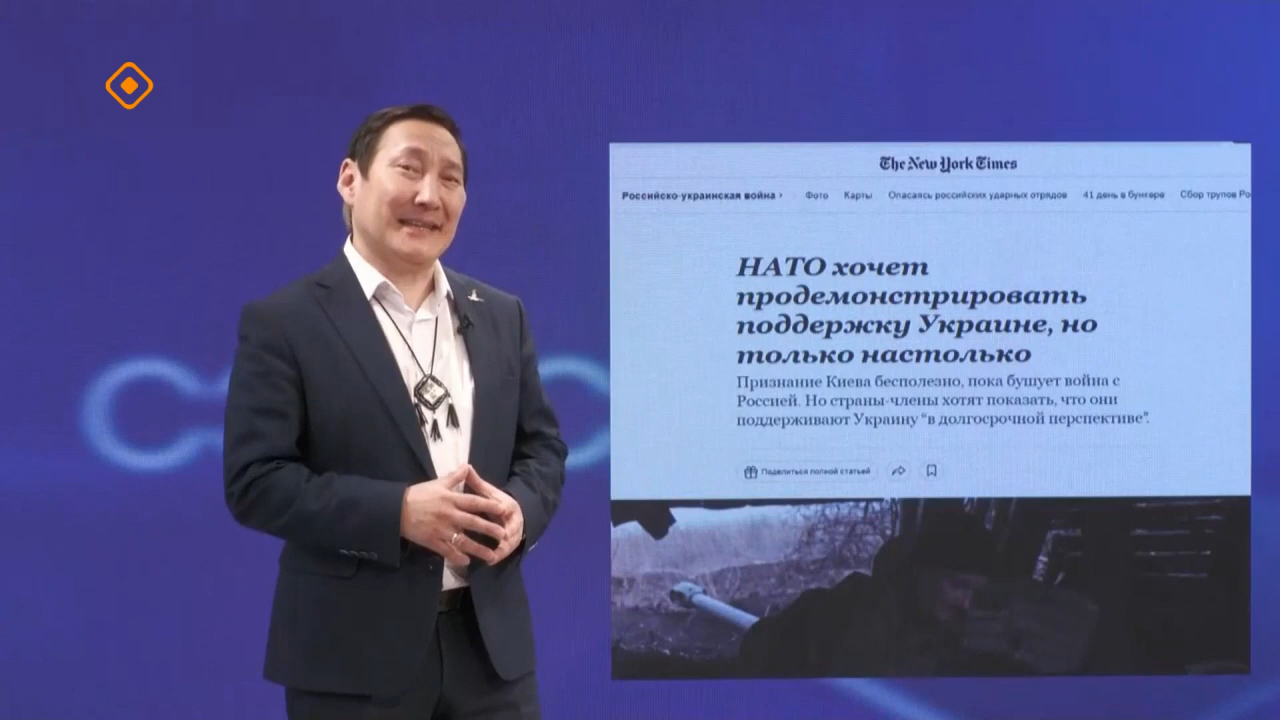 The New York Times
Российско-украинская война › Фото Карты Опасаясь российских ударных отрядов 41 день в бункере Сбор трупов Ро
НАТО хочет
продемонстрировать
поддержку Украине, но
только настолько
Признание Киева бесполезно, пока бушует война с
Россией. Но страны-члены хотят показать, что они
поддерживают Украину “в долгосрочной перспективе”.
Поделиться полной статьей